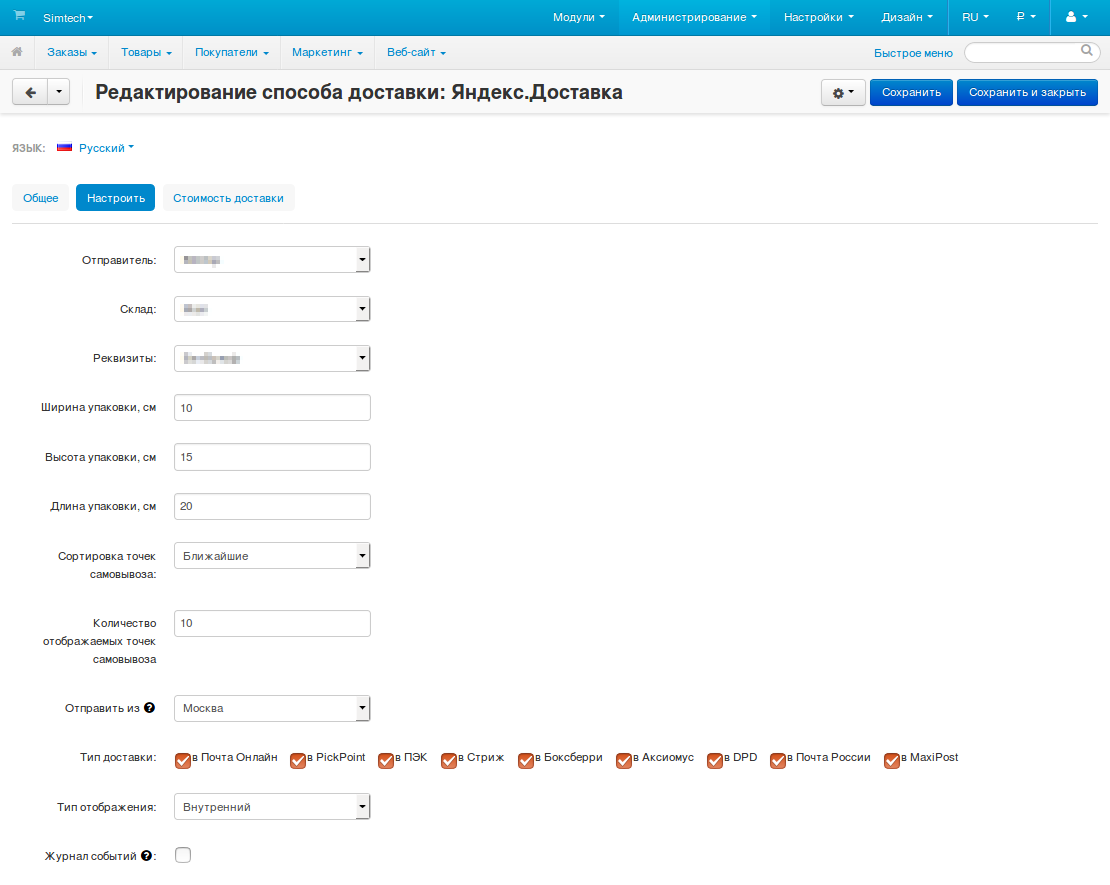 Simtech Модули Администрирование Настройки Дизайн RU ₽
Заказы Товары Покупатели Маркетинг Веб-сайт Быстрое меню
Редактирование способа доставки: Яндекс.Доставка Сохранить Сохранить и закрыть
ЯЗЫК: Русский
Общее Настроить Стоимость доставки
Отправитель:
Склад:
Реквизиты:
Ширина упаковки, см 10
Высота упаковки, см 15
Длина упаковки, см 20
Сортировка точек
самовывоза:
Ближайшие
Количество
отображаемых точек
самовывоза
10
Отправить из ? Москва
Тип доставки: в Почта Онлайн в PickPoint в ПЭК в Стриж в Боксберри в Аксиомус в DPD в Почта России в MaxiPost
Тип отображения: Внутренний
Журнал событий ? :